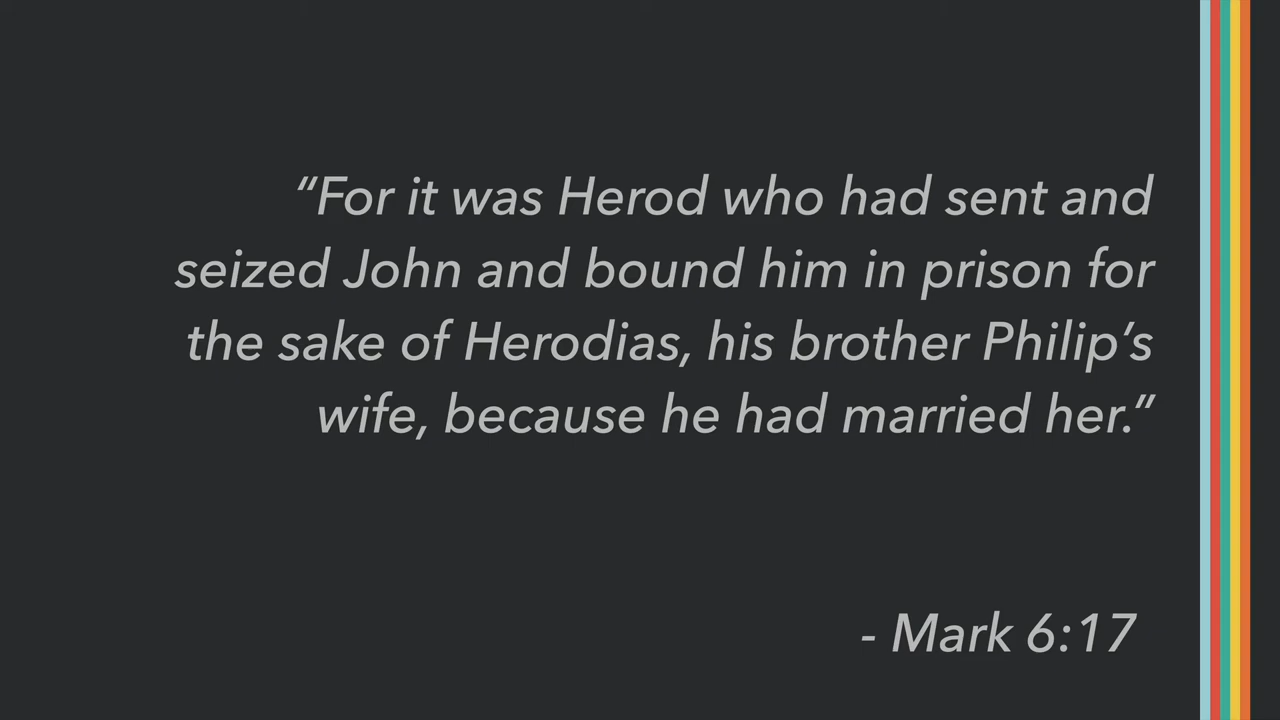 “For it was Herod who had sent and
seized John and bound him in prison for
the sake of Herodias, his brother Philip’s
wife, because he had married her.”
- Mark 6:17